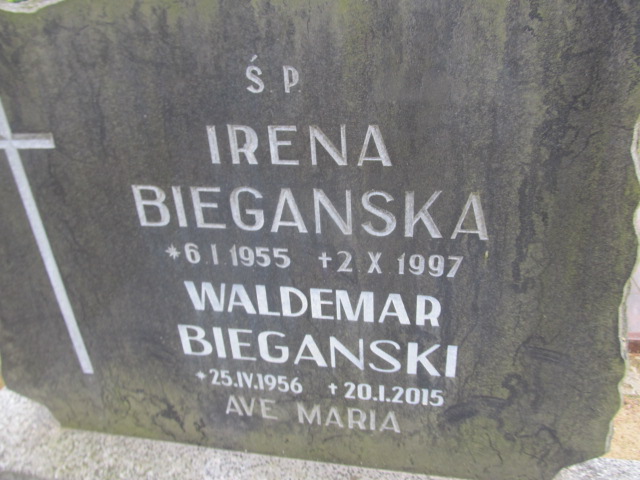 Ś P
IRENA
BIEGANSKA
*6 I 1955 +2 X 1997
WALDEMAR
BIEGANSKI
*25.IV.1956 +20.I.2015
AVE MARIA